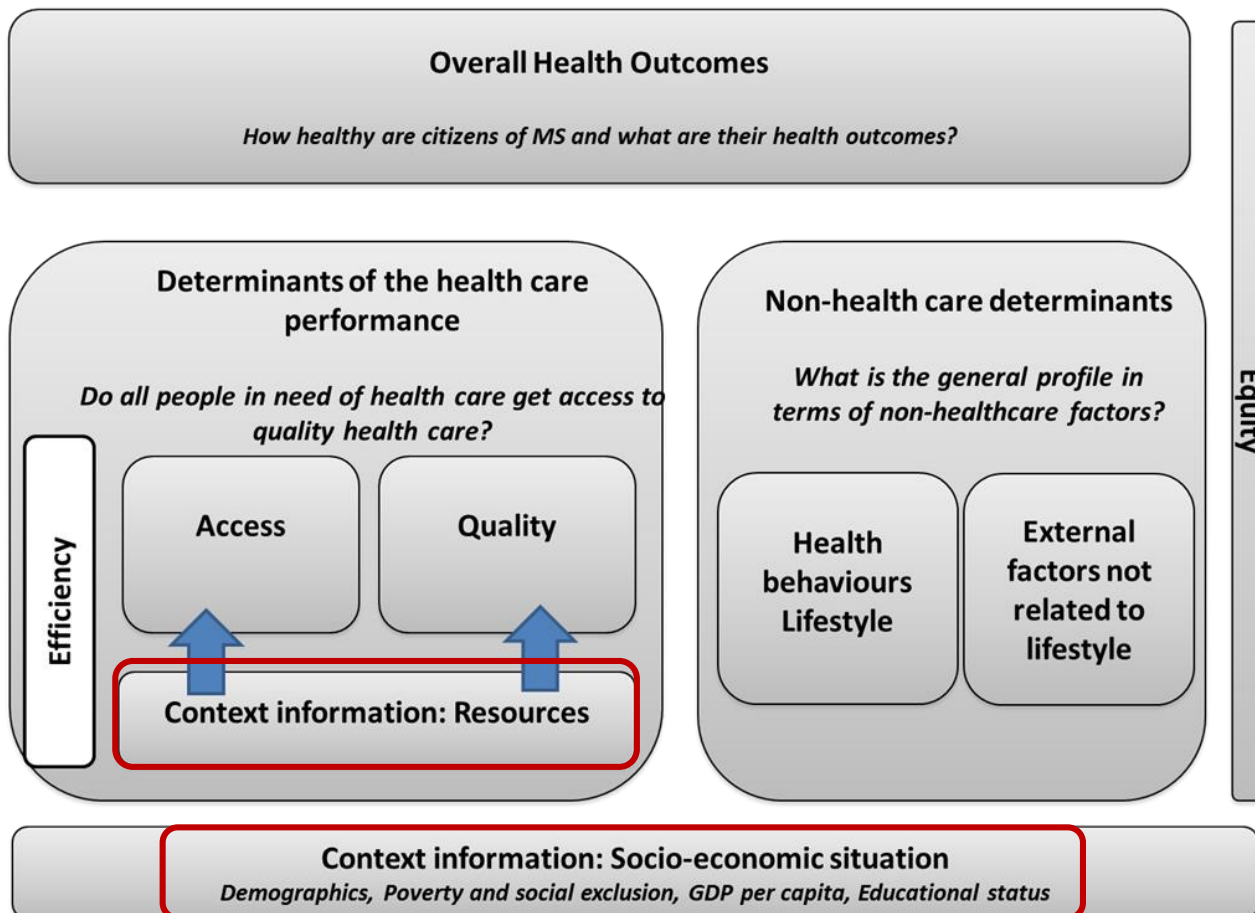 Overall Health Outcomes
How healthy are citizens of MS and what are their health outcomes?
Determinants of the health care
performance
Do all people in need of health care get access to
quality health care?
Efficiency
Access
Quality
Context information: Resources
Non-health care determinants
What is the general profile in
terms of non-healthcare factors?
Health
behaviours
Lifestyle
External
factors not
related to
lifestyle
Equity
Context information: Socio-economic situation
Demographics, Poverty and social exclusion, GDP per capita, Educational status